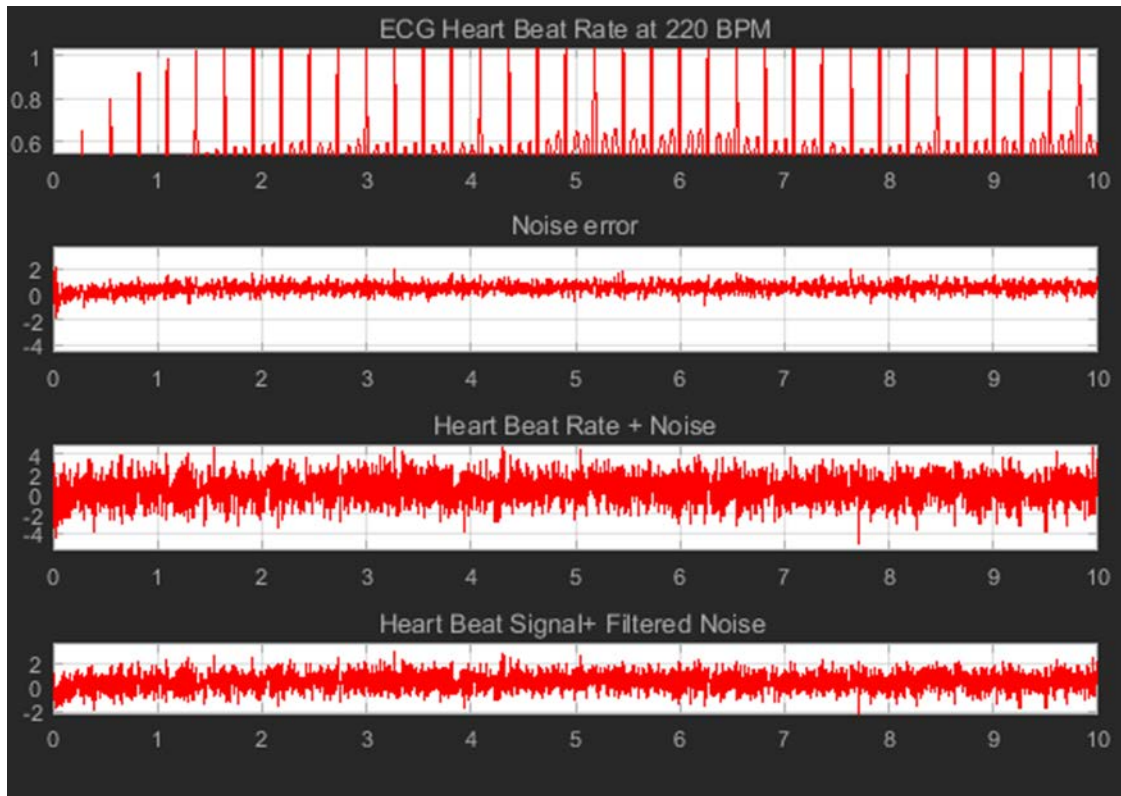 ECG Heart Beat Rate at 220 BPM
1
0.8
0.6
0 1 2 3 4 5 6 7 8 9 10
Noise error
2
0
-2
-4
0 1 2 3 4 5 6 7 8 9 10
Heart Beat Rate + Noise
4
2
0
-2
-4
0 1 2 3 4 5 6 7 8 9 10
Heart Beat Signal+ Filtered Noise
2
0
-2
0 1 2 3 4 5 6 7 8 9 10